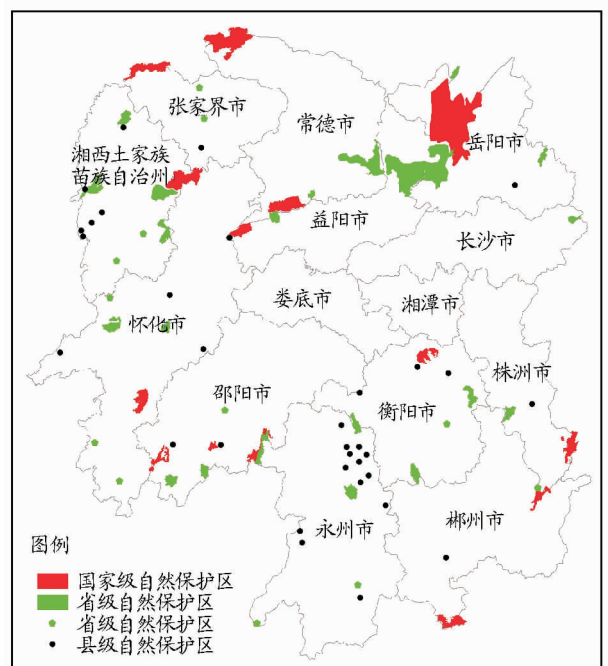 张家界市
常德市
岳阳市
湘西土家族
苗族自治州
益阳市
长沙市
娄底市
湘潭市
怀化市
株洲市
邵阳市
衡阳市
永州市
郴州市
图例
国家级自然保护区
省级自然保护区
省级自然保护区
县级自然保护区